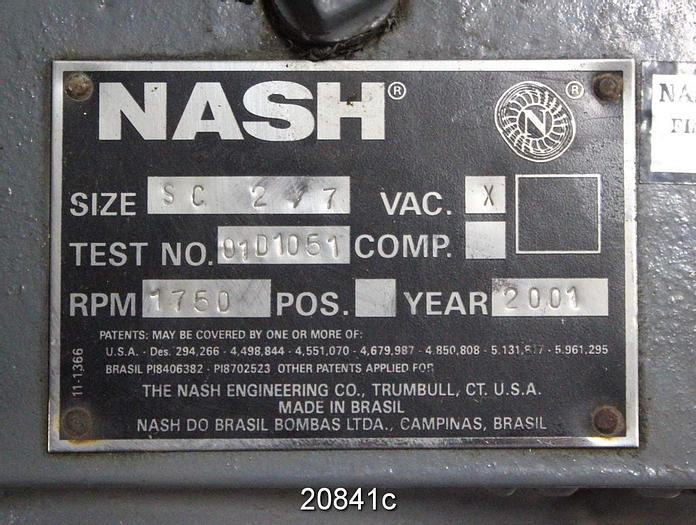 NASH®
N ®
NA
FI
SIZE SC 2/7 VAC. X
TEST NO. 01D1051 COMP.
RPM 1750 POS. YEAR 2001
PATENTS: MAY BE COVERED BY ONE OR MORE OF:
U.S.A. - Des. 294,266 - 4,498,844 - 4,551,070 - 4,679,987 - 4.850,808 - 5.131,817 - 5.961,295
BRASIL PI8406382 - PI8702523 OTHER PATENTS APPLIED FOR
11-1366
THE NASH ENGINEERING CO., TRUMBULL, CT. U.S.A.
MADE IN BRASIL
NASH DO BRASIL BOMBAS LTDA., CAMPINAS, BRASIL
20841c